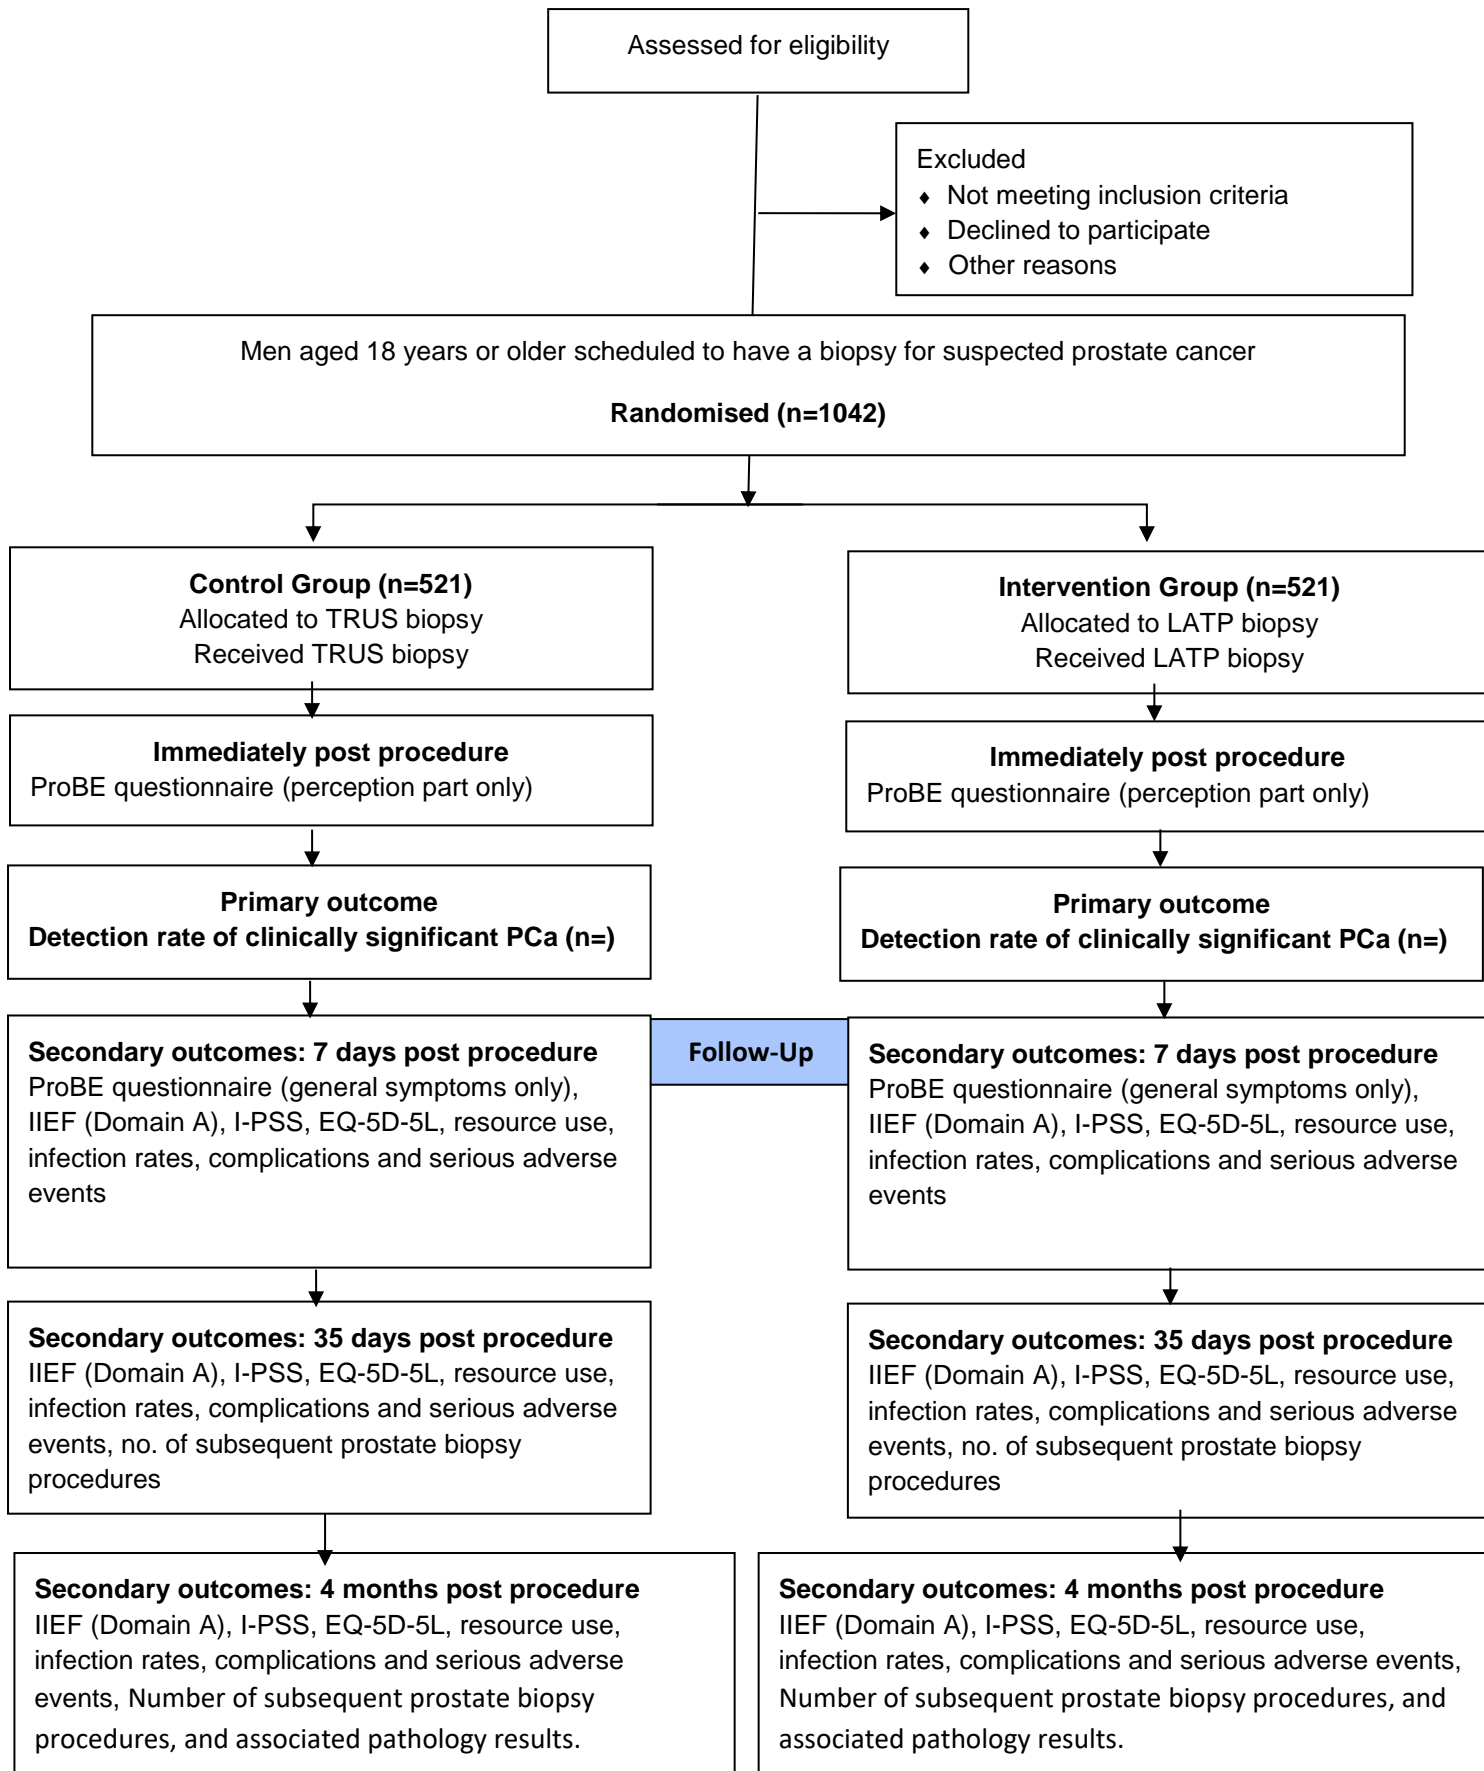 Assessed for eligibility
Excluded
♦ Not meeting inclusion criteria
♦ Declined to participate
♦ Other reasons
Men aged 18 years or older scheduled to have a biopsy for suspected prostate cancer
Randomised (n=1042)
Control Group (n=521)
Allocated to TRUS biopsy
Received TRUS biopsy
Intervention Group (n=521)
Allocated to LATP biopsy
Received LATP biopsy
Immediately post procedure
ProBE questionnaire (perception part only)
Immediately post procedure
ProBE questionnaire (perception part only)
Primary outcome
Detection rate of clinically significant PCa (n=)
Primary outcome
Detection rate of clinically significant PCa (n=)
Secondary outcomes: 7 days post procedure
ProBE questionnaire (general symptoms only),
IIEF (Domain A), I-PSS, EQ-5D-5L, resource use,
infection rates, complications and serious adverse
events
Follow-Up
Secondary outcomes: 7 days post procedure
ProBE questionnaire (general symptoms only),
IIEF (Domain A), I-PSS, EQ-5D-5L, resource use,
infection rates, complications and serious adverse
events
Secondary outcomes: 35 days post procedure
IIEF (Domain A), I-PSS, EQ-5D-5L, resource use,
infection rates, complications and serious adverse
events, no. of subsequent prostate biopsy
procedures
Secondary outcomes: 35 days post procedure
IIEF (Domain A), I-PSS, EQ-5D-5L, resource use,
infection rates, complications and serious adverse
events, no. of subsequent prostate biopsy
procedures
Secondary outcomes: 4 months post procedure
IIEF (Domain A), I-PSS, EQ-5D-5L, resource use,
infection rates, complications and serious adverse
events, Number of subsequent prostate biopsy
procedures, and associated pathology results.
Secondary outcomes: 4 months post procedure
IIEF (Domain A), I-PSS, EQ-5D-5L, resource use,
infection rates, complications and serious adverse events,
Number of subsequent prostate biopsy procedures, and
associated pathology results.